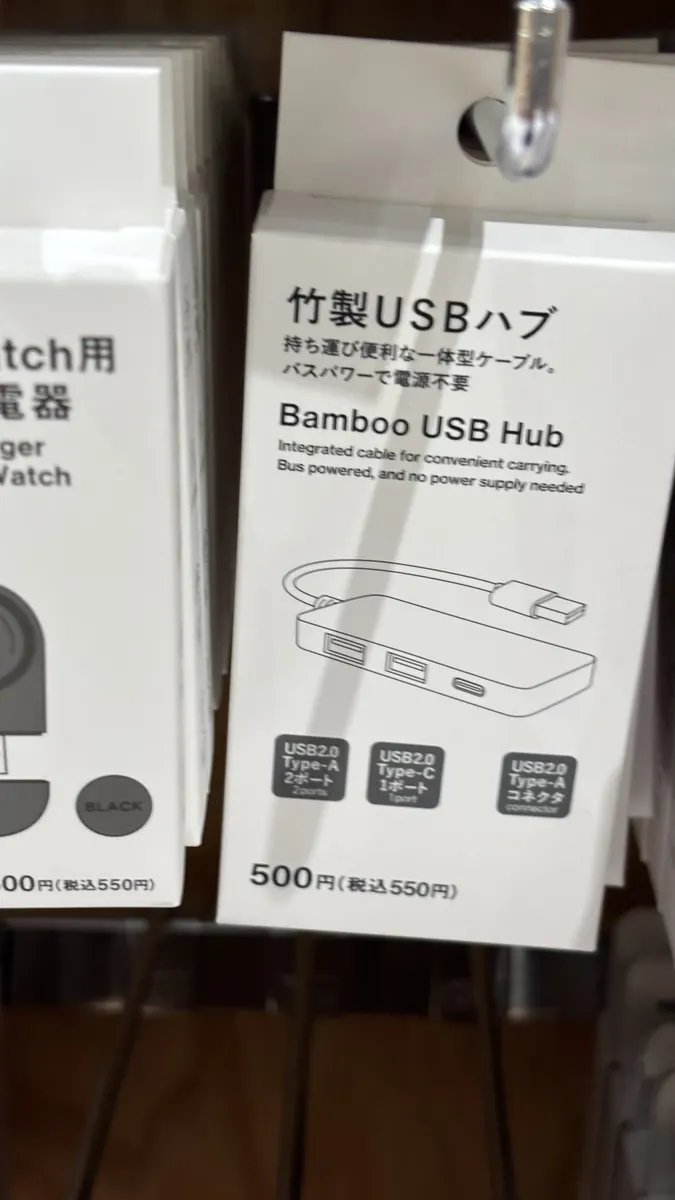 竹製USBハブ
持ち運び便利な一体型ケーブル。
バスパワーで電源不要
Bamboo USB Hub
Integrated cable for convenient carrying.
Bus powered, and no power supply needed
USB2.0
Type-A
2ポート
2 ports
USB2.0
Type-C
1ポート
1 port
USB2.0
Type-A
コネクタ
connector
500円(税込550円)
tch用
電器
ger
Watch
BLACK
00円(税込550円)